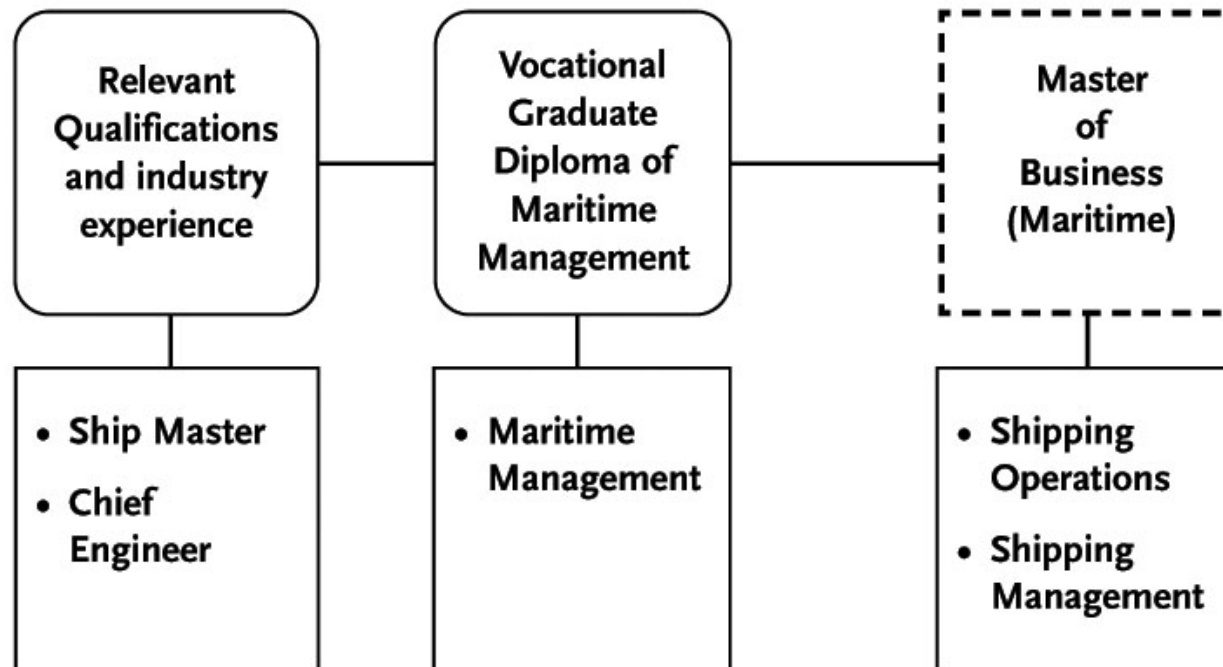 Relevant
Qualifications
and industry
experience
Vocational
Graduate
Diploma of
Maritime
Management
Master
of
Business
(Maritime)
• Ship Master
• Chief
Engineer
• Maritime
Management
• Shipping
Operations
• Shipping
Management